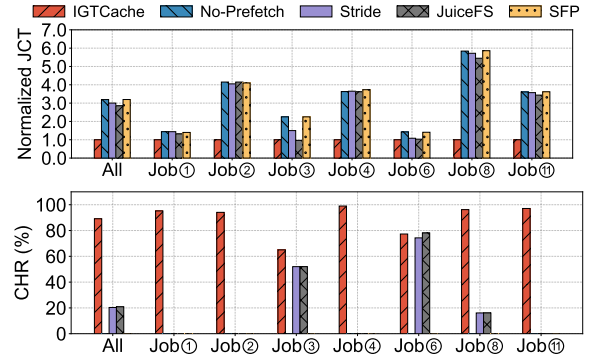 IGTCache No-Prefetch Stride JuiceFS SFP
Normalized JCT
7.0
6.0
5.0
4.0
3.0
2.0
1.0
0.0
All Job① Job② Job③ Job④ Job⑥ Job⑧ Job⑪
CHR (%)
100
80
60
40
20
0
All Job① Job② Job③ Job④ Job⑥ Job⑧ Job⑪